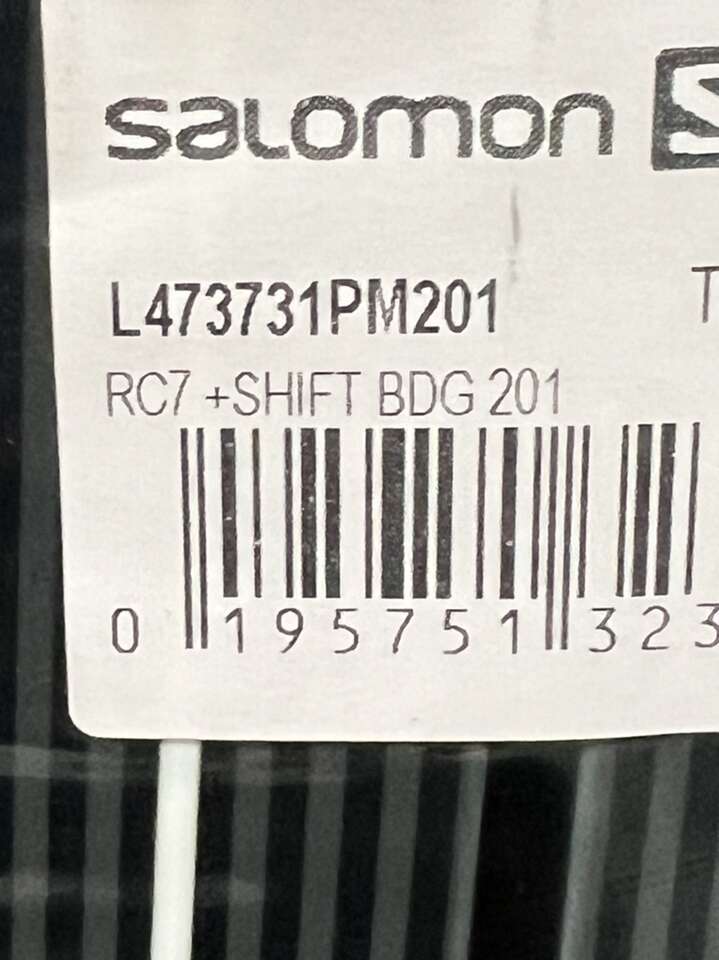 salomon S
L473731PM201 T
RC7 +SHIFT BDG 201
0 195751 323